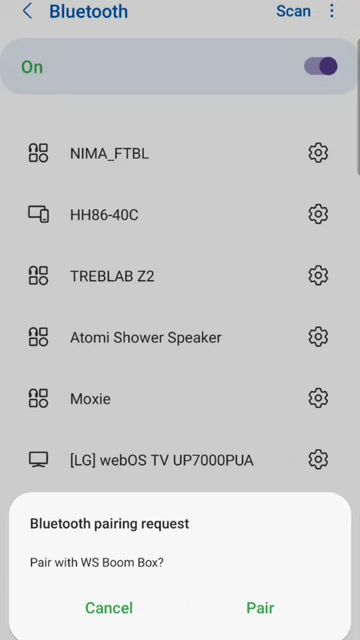 Bluetooth
Scan
On
NIMA_FTBL
HH86-40C
TREBLAB Z2
Atomi Shower Speaker
Moxie
[LG] webOS TV UP7000PUA
Bluetooth pairing request
Pair with WS Boom Box?
Cancel
Pair